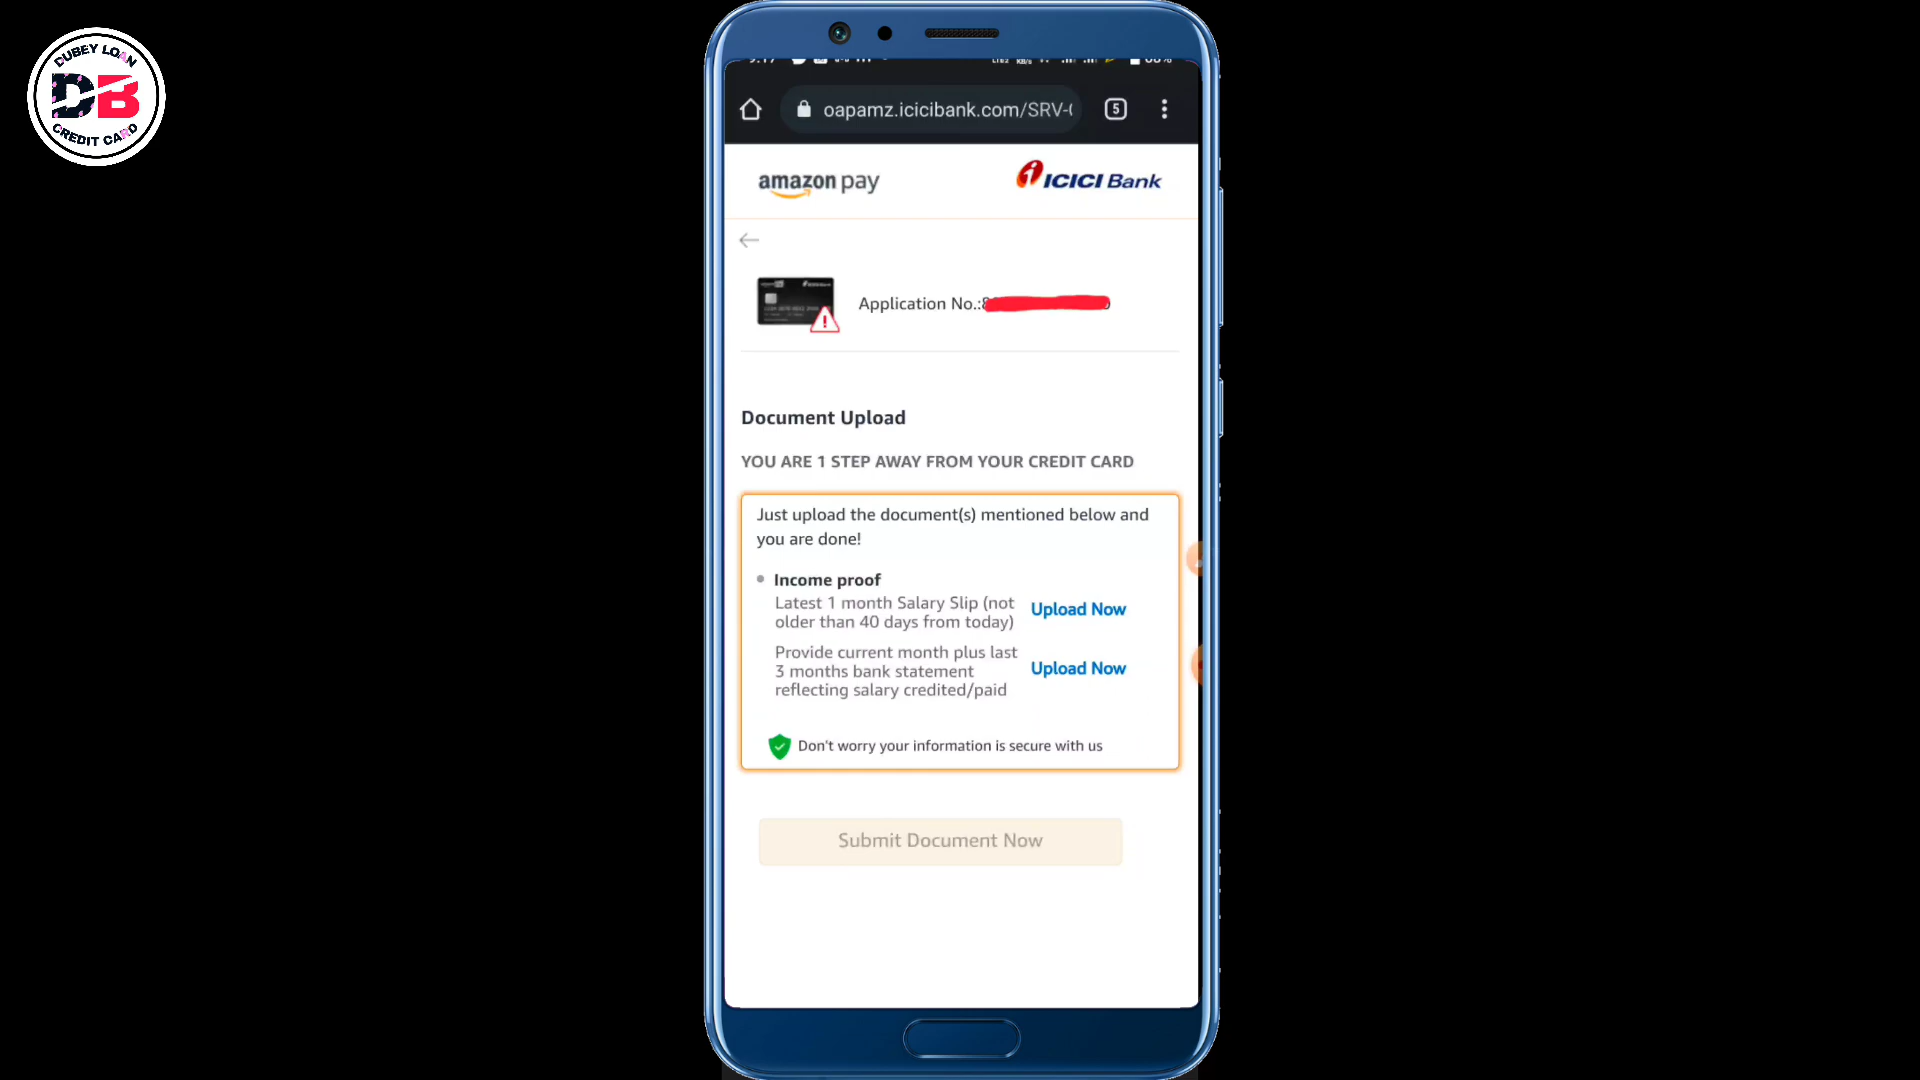 DUBEY LOAN
DB
CREDIT CARD
oapamz.icicibank.com/SRV-
5
amazon pay
ICICI Bank
Application No.:
Document Upload
YOU ARE 1 STEP AWAY FROM YOUR CREDIT CARD
Just upload the document(s) mentioned below and
you are done!
Income proof
Latest 1 month Salary Slip (not
older than 40 days from today)
Upload Now
Provide current month plus last
3 months bank statement
reflecting salary credited/paid
Upload Now
Don't worry your information is secure with us
Submit Document Now